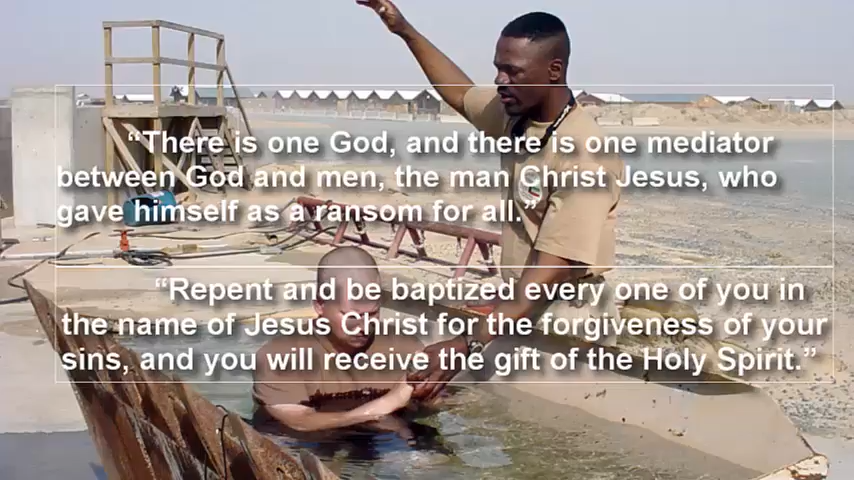 “There is one God, and there is one mediator
between God and men, the man Christ Jesus, who
gave himself as a ransom for all.”
“Repent and be baptized every one of you in
the name of Jesus Christ for the forgiveness of your
sins, and you will receive the gift of the Holy Spirit.”